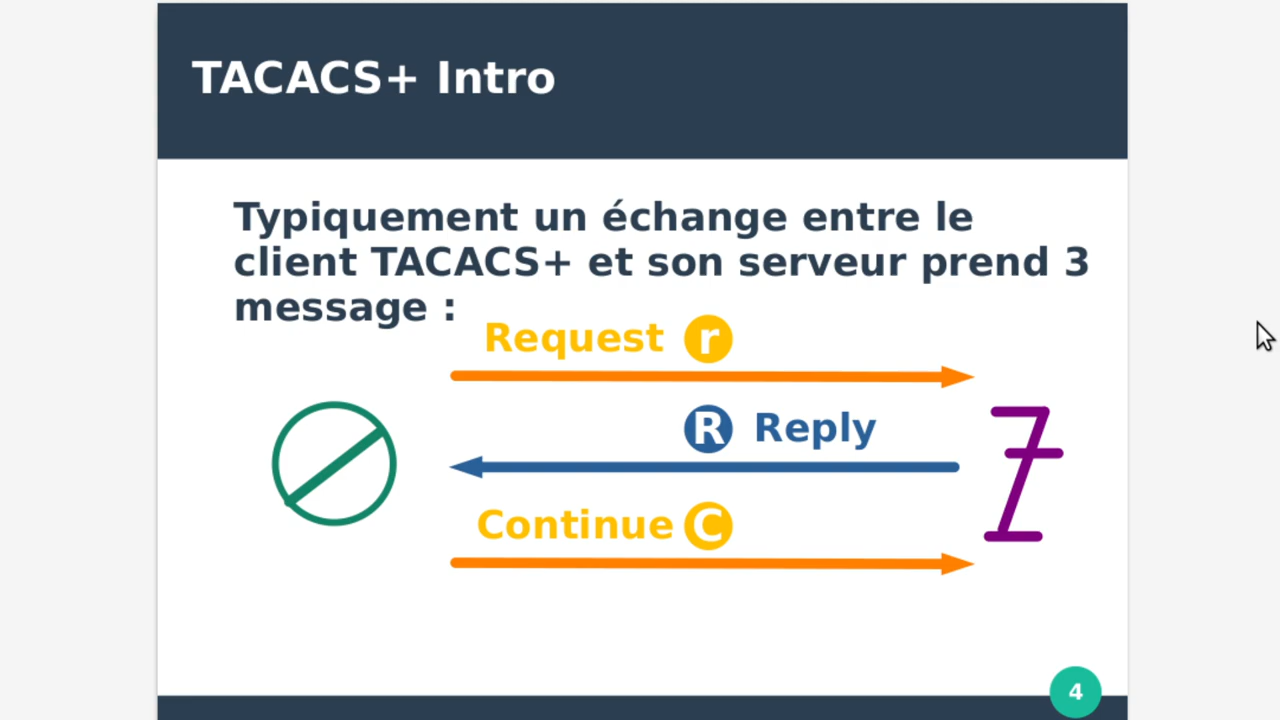 TACACS+ Intro
Typiquement un échange entre le
client TACACS+ et son serveur prend 3
message :
Request r
R Reply
Continue C
4